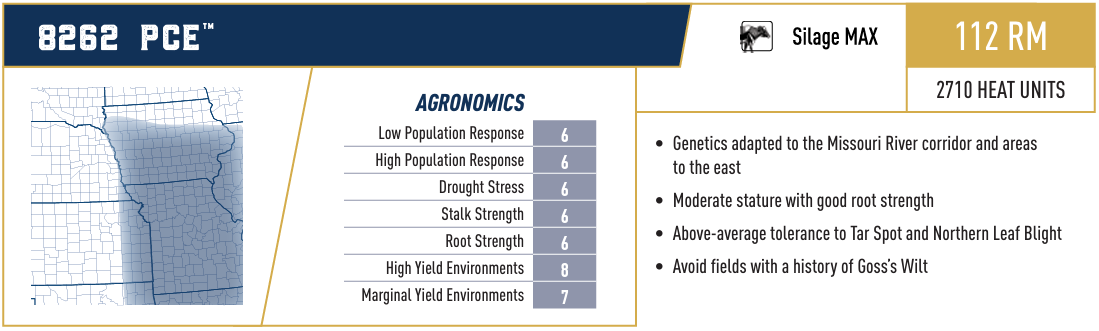 8262 PCE™
Silage MAX
112 RM
2710 HEAT UNITS
AGRONOMICS
Low Population Response 6
High Population Response 6
Drought Stress 6
Stalk Strength 6
Root Strength 6
High Yield Environments 8
Marginal Yield Environments 7
• Genetics adapted to the Missouri River corridor and areas
to the east
• Moderate stature with good root strength
• Above-average tolerance to Tar Spot and Northern Leaf Blight
• Avoid fields with a history of Goss's Wilt